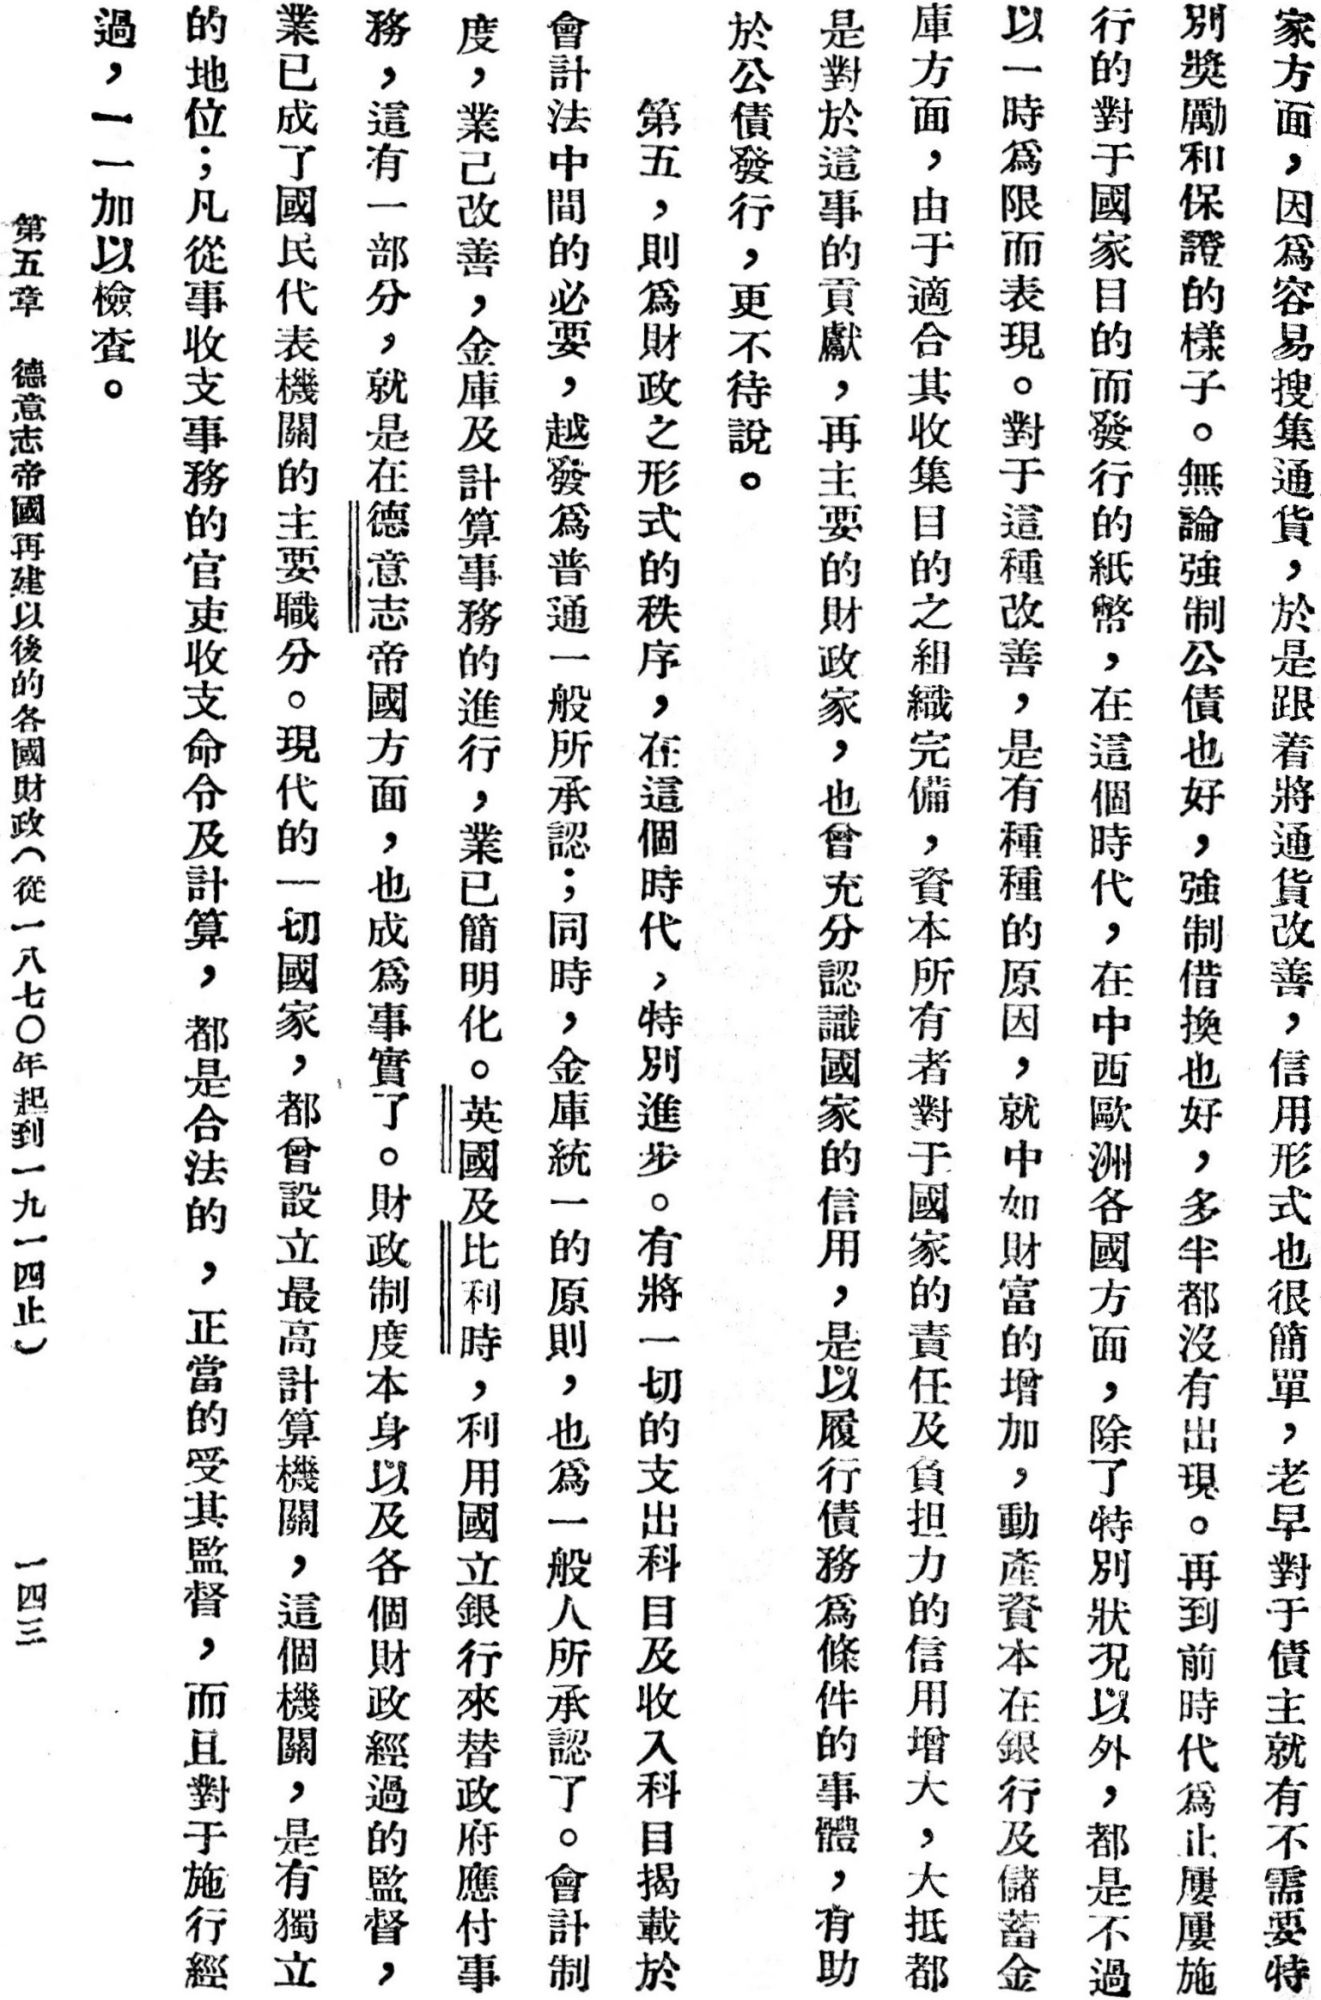 家方面，因爲容易搜集通貨，於是跟着將通貨改善，信用形式也很簡單，老早對于債主就有不需要特
別獎勵和保證的樣子。無論強制公債也好，強制借換也好，多半都沒有出現。再到前時代爲止屢屢施
行的對于國家目的而發行的紙幣，在這個時代，在中西歐洲各國方面，除了特別狀況以外，都是不過
以一時爲限而表現。對于這種改善，是有種種的原因，就中如財富的增加，動產資本在銀行及儲蓄金
庫方面，由于適合其收集目的之組織完備，資本所有者對于國家的責任及負担力的信用增大，大抵都
是對於這事的貢獻，再主要的財政家，也曾充分認識國家的信用，是以履行債務爲條件的事體，有助
於公債發行，更不待說。
第五，則爲財政之形式的秩序，在這個時代，特別進步。有將一切的支出科目及收入科目揭載於
會計法中間的必要，越發爲普通一般所承認；同時，金庫統一的原則，也爲一般人所承認了。會計制
度，業已改善，金庫及計算事務的進行，業已簡明化。英國及比利時，利用國立銀行來替政府應付事
務，這有一部分，就是在德意志帝國方面，也成爲事實了。財政制度本身以及各個財政經過的監督，
業已成了國民代表機關的主要職分。現代的一切國家，都曾設立最高計算機關，這個機關，是有獨立
的地位；凡從事收支事務的官吏收支命令及計算，都是合法的，正當的受其監督，而且對于施行經
過，一一加以檢查。
第五章　德意志帝國再建以後的各國財政（從一八七〇年起到一九一四止）　一四三